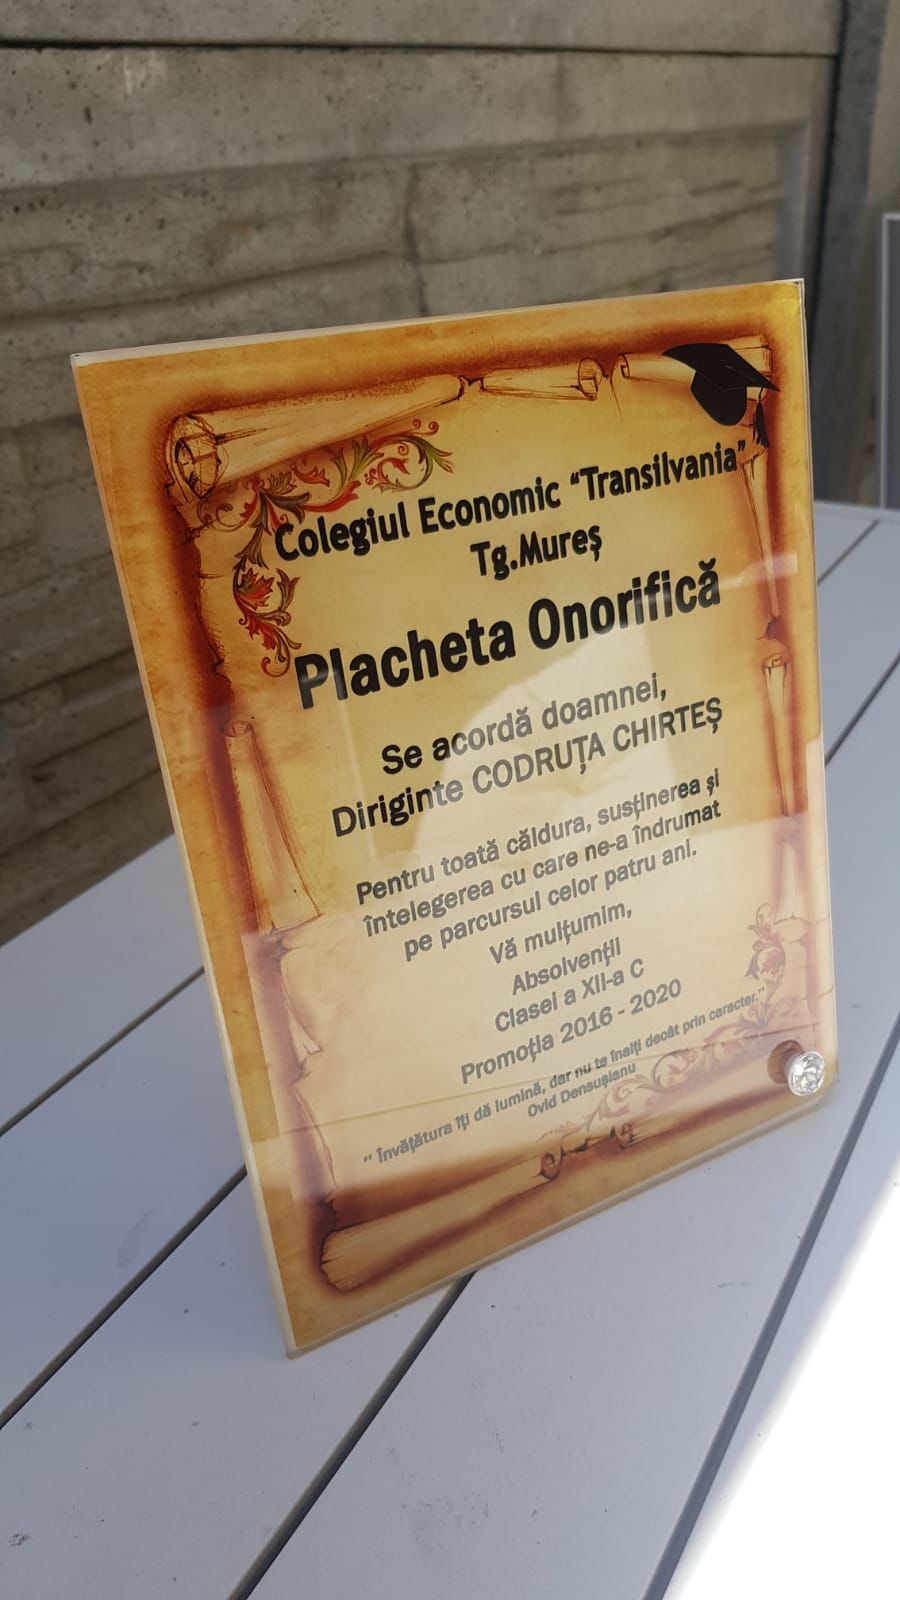 Colegiul Economic “Transilvania”
Tg.Mureș
Placheta Onorifică
Se acordă doamnei,
Diriginte CODRUȚA CHIRTEȘ
Pentru toată căldura, susținerea și
întelegerea cu care ne-a îndrumat
pe parcursul celor patru ani.
Vă mulțumim,
Absolvenții
Clasei a XII-a C
Promoția 2016 - 2020
” Învățătura îți dă lumină, dar nu te înalți decât prin caracter.”
Ovid Densușianu